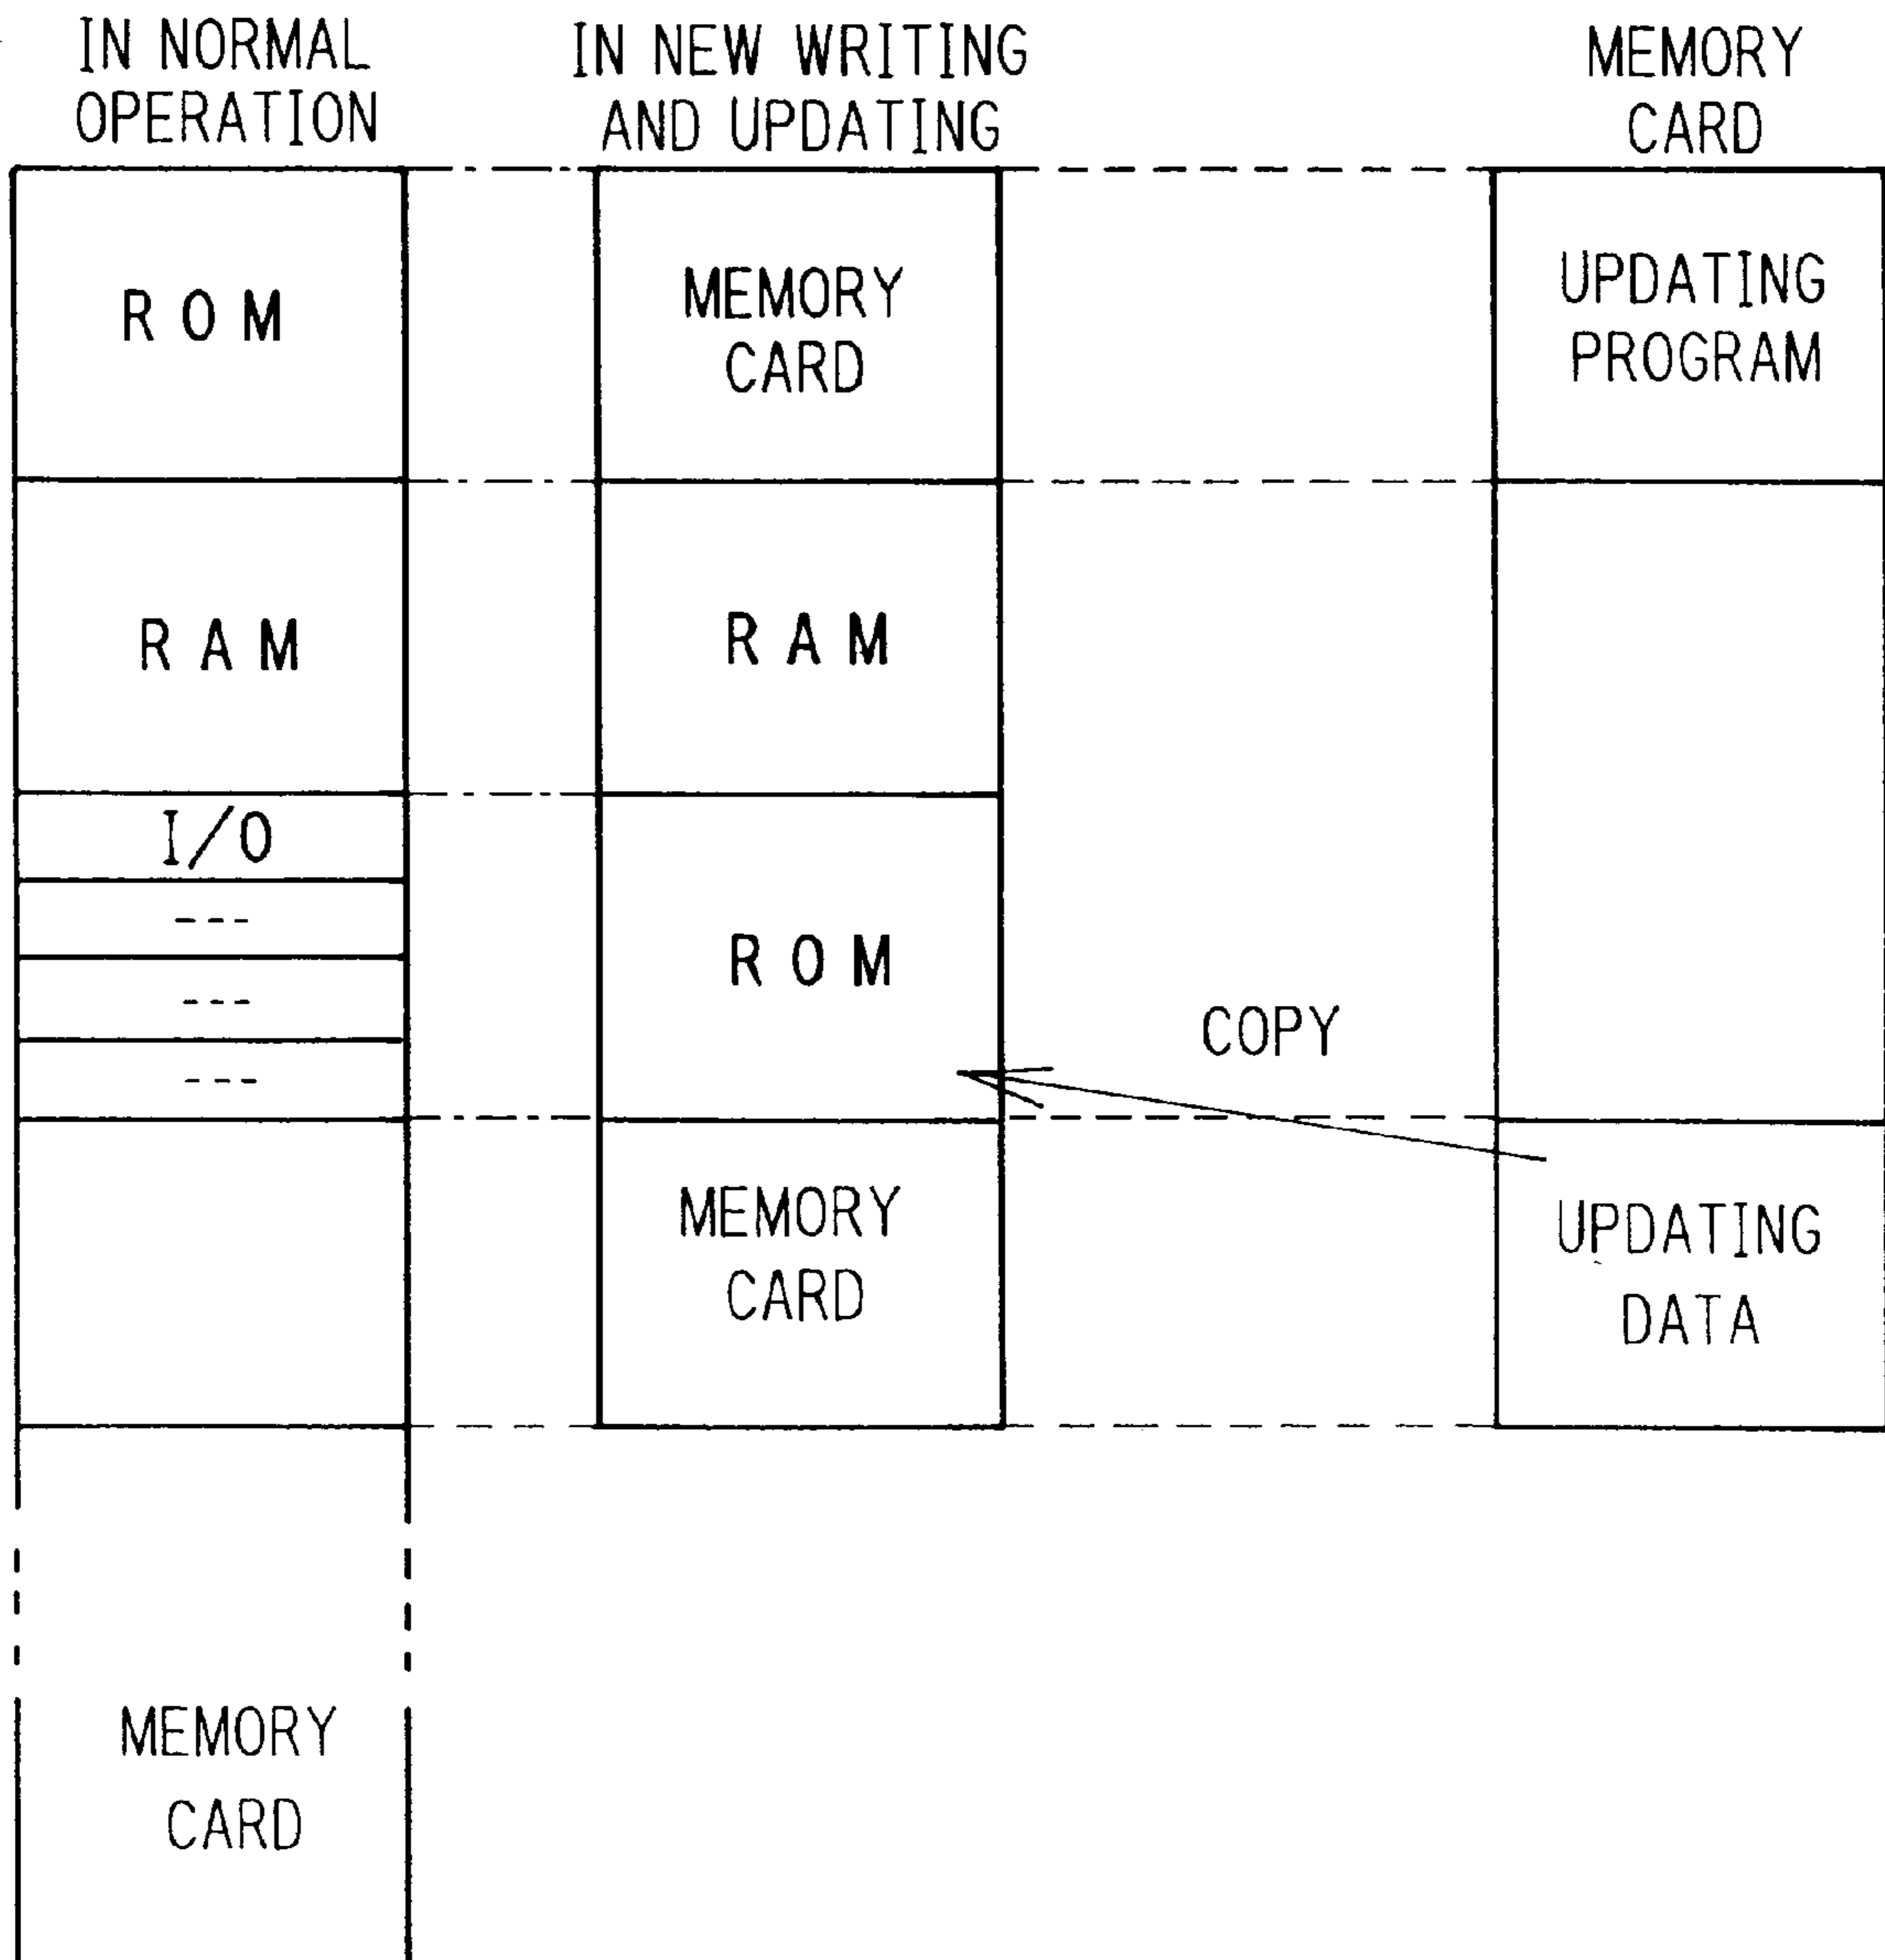 IN NORMAL
OPERATION
IN NEW WRITING
AND UPDATING
MEMORY
CARD
ROM
MEMORY
CARD
UPDATING
PROGRAM
RAM
RAM
I/O
---
---
---
ROM
COPY
MEMORY
CARD
UPDATING
DATA
MEMORY
CARD